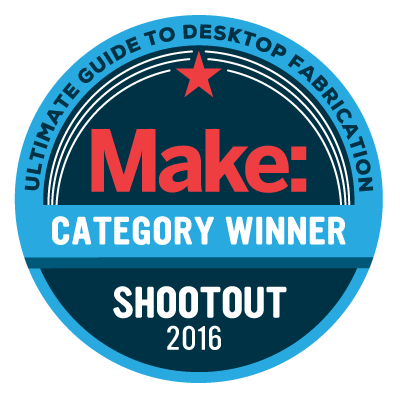 ULTIMATE GUIDE TO DESKTOP FABRICATION
Make:
CATEGORY WINNER
SHOOTOUT
2016